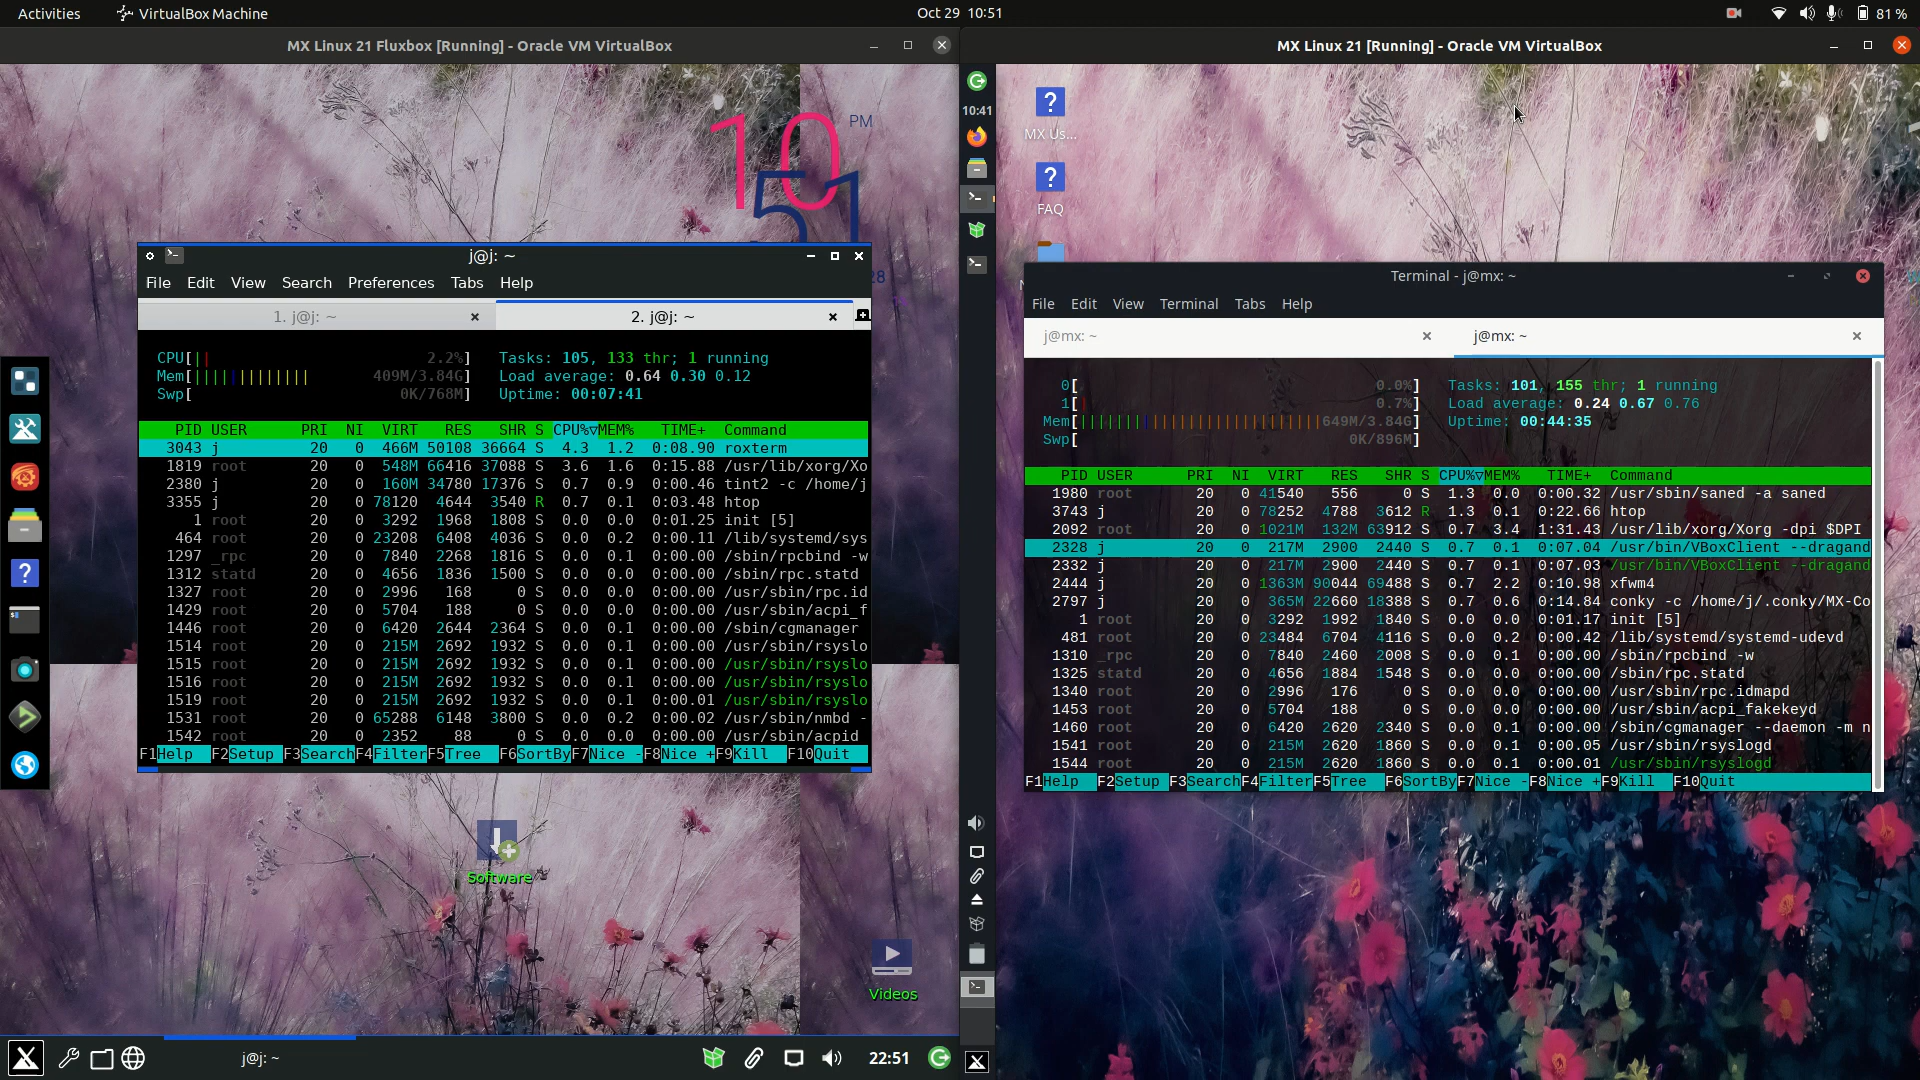 Activities
VirtualBox Machine
Oct 29 10:51
81 %
MX Linux 21 Fluxbox [Running] - Oracle VM VirtualBox
10
PM
51
28
j@j: ~
File Edit View Search Preferences Tabs Help
1. j@j: ~
2. j@j: ~
CPU[|| 2.2%] Tasks: 105, 133 thr; 1 running
Mem[||||||||||||| 409M/3.84G] Load average: 0.64 0.30 0.12
Swp[ 0K/768M] Uptime: 00:07:41
PID USER PRI NI VIRT RES SHR S CPU%▽MEM% TIME+ Command
3043 j 20 0 466M 50108 36664 S 4.3 1.2 0:08.90 roxterm
1819 root 20 0 548M 66416 37088 S 3.6 1.6 0:15.88 /usr/lib/xorg/Xo
2380 j 20 0 160M 34780 17376 S 0.7 0.9 0:00.46 tint2 -c /home/j
3355 j 20 0 78120 4644 3540 R 0.7 0.1 0:03.48 htop
1 root 20 0 3292 1968 1808 S 0.0 0.0 0:01.25 init [5]
464 root 20 0 23208 6408 4036 S 0.0 0.2 0:00.11 /lib/systemd/sys
1297 _rpc 20 0 7840 2268 1816 S 0.0 0.1 0:00.00 /sbin/rpcbind -w
1312 statd 20 0 4656 1836 1500 S 0.0 0.0 0:00.00 /sbin/rpc.statd
1327 root 20 0 2996 168 0 S 0.0 0.0 0:00.00 /usr/sbin/rpc.id
1429 root 20 0 5704 188 0 S 0.0 0.0 0:00.00 /usr/sbin/acpi_f
1446 root 20 0 6420 2644 2364 S 0.0 0.1 0:00.00 /sbin/cgmanager
1514 root 20 0 215M 2692 1932 S 0.0 0.1 0:00.00 /usr/sbin/rsyslo
1515 root 20 0 215M 2692 1932 S 0.0 0.1 0:00.00 /usr/sbin/rsyslo
1516 root 20 0 215M 2692 1932 S 0.0 0.1 0:00.00 /usr/sbin/rsyslo
1519 root 20 0 215M 2692 1932 S 0.0 0.1 0:00.01 /usr/sbin/rsyslo
1531 root 20 0 65288 6148 3800 S 0.0 0.2 0:00.02 /usr/sbin/nmbd -
1542 root 20 0 2352 88 0 S 0.0 0.0 0:00.00 /usr/sbin/acpid
F1Help F2Setup F3SearchF4FilterF5Tree F6SortByF7Nice -F8Nice +F9Kill F10Quit
Software
Videos
j@j: ~
22:51
MX Linux 21 [Running] - Oracle VM VirtualBox
10:41
MX Us...
FAQ
Terminal - j@mx: ~
File Edit View Terminal Tabs Help
j@mx: ~
j@mx: ~
0[ 0.0%] Tasks: 101, 155 thr; 1 running
1[| 0.7%] Load average: 0.24 0.67 0.76
Mem[|||||||||||||||||||||||||||649M/3.84G] Uptime: 00:44:35
Swp[ 0K/896M]
PID USER PRI NI VIRT RES SHR S CPU%▽MEM% TIME+ Command
1980 root 20 0 41540 556 0 S 1.3 0.0 0:00.32 /usr/sbin/saned -a saned
3743 j 20 0 78252 4788 3612 R 1.3 0.1 0:22.66 htop
2092 root 20 0 1021M 132M 63912 S 0.7 3.4 1:31.43 /usr/lib/xorg/Xorg -dpi $DPI
2328 j 20 0 217M 2900 2440 S 0.7 0.1 0:07.04 /usr/bin/VBoxClient --dragand
2332 j 20 0 217M 2900 2440 S 0.7 0.1 0:07.03 /usr/bin/VBoxClient --dragand
2444 j 20 0 1363M 90044 69488 S 0.7 2.2 0:10.98 xfwm4
2797 j 20 0 365M 22660 18388 S 0.7 0.6 0:14.84 conky -c /home/j/.conky/MX-Co
1 root 20 0 3292 1992 1840 S 0.0 0.0 0:01.17 init [5]
481 root 20 0 23484 6704 4116 S 0.0 0.2 0:00.42 /lib/systemd/systemd-udevd
1310 _rpc 20 0 7840 2460 2008 S 0.0 0.1 0:00.00 /sbin/rpcbind -w
1325 statd 20 0 4656 1884 1548 S 0.0 0.0 0:00.00 /sbin/rpc.statd
1340 root 20 0 2996 176 0 S 0.0 0.0 0:00.00 /usr/sbin/rpc.idmapd
1453 root 20 0 5704 188 0 S 0.0 0.0 0:00.00 /usr/sbin/acpi_fakekeyd
1460 root 20 0 6420 2620 2340 S 0.0 0.1 0:00.00 /sbin/cgmanager --daemon -m n
1541 root 20 0 215M 2620 1860 S 0.0 0.1 0:00.05 /usr/sbin/rsyslogd
1544 root 20 0 215M 2620 1860 S 0.0 0.1 0:00.01 /usr/sbin/rsyslogd
F1Help F2Setup F3SearchF4FilterF5Tree F6SortByF7Nice -F8Nice +F9Kill F10Quit